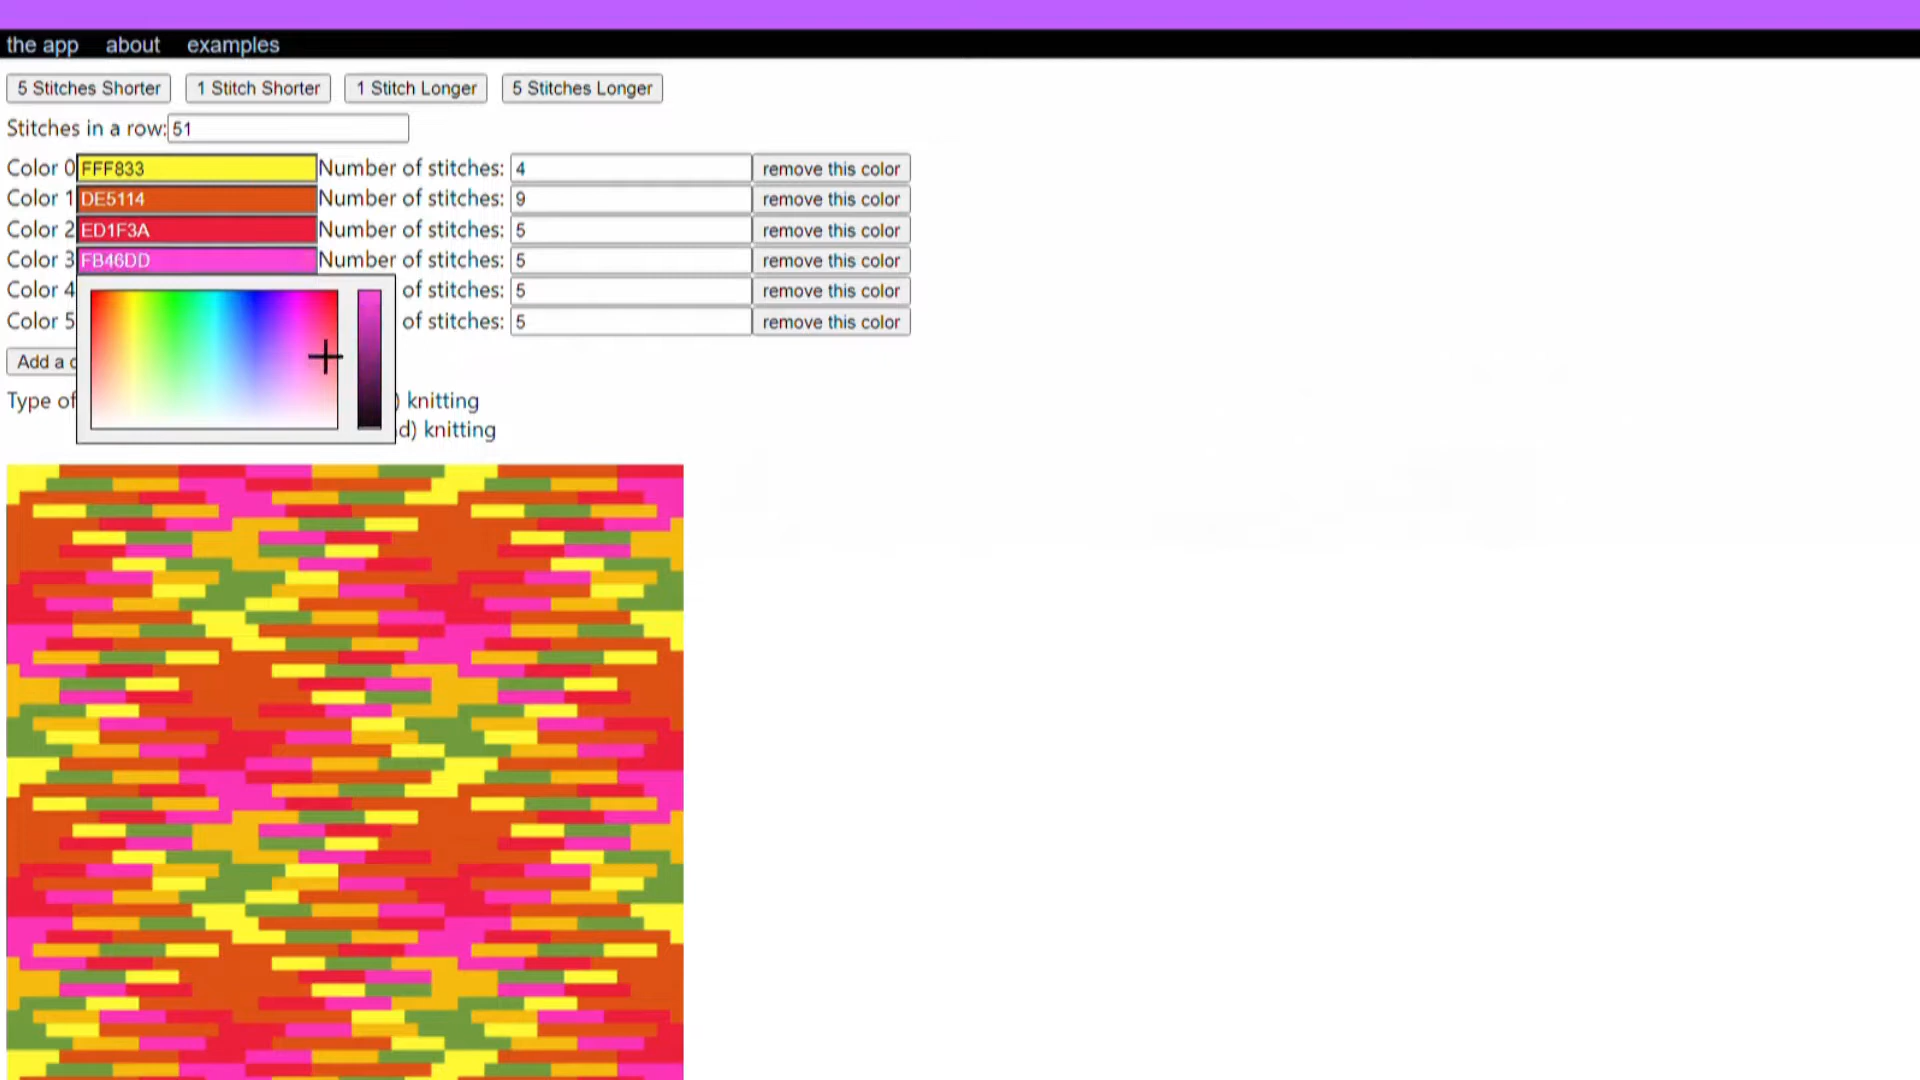 the app about examples
5 Stitches Shorter 1 Stitch Shorter 1 Stitch Longer 5 Stitches Longer
Stitches in a row: 51
Color 0 FFF833 Number of stitches: 4 remove this color
Color 1 DE5114 Number of stitches: 9 remove this color
Color 2 ED1F3A Number of stitches: 5 remove this color
Color 3 FB46DD Number of stitches: 5 remove this color
Color 4 of stitches: 5 remove this color
Color 5 of stitches: 5 remove this color
Add a c
Type of ) knitting
d) knitting